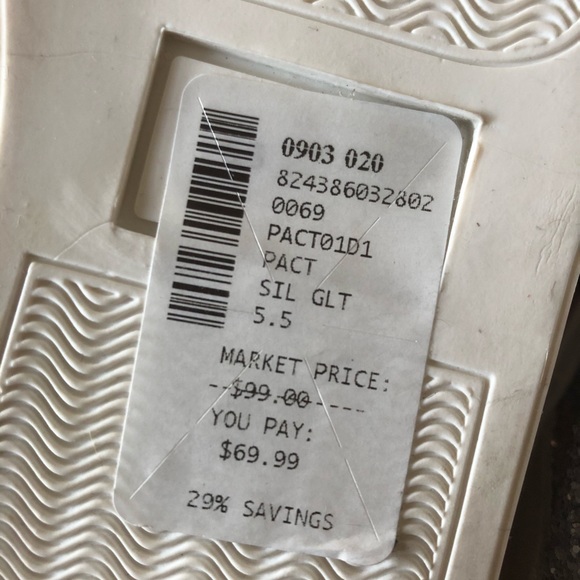 0903 020
824386032802
0069
PACT01D1
PACT
SIL GLT
5.5
MARKET PRICE:
--$99.00-----
YOU PAY:
$69.99
29% SAVINGS